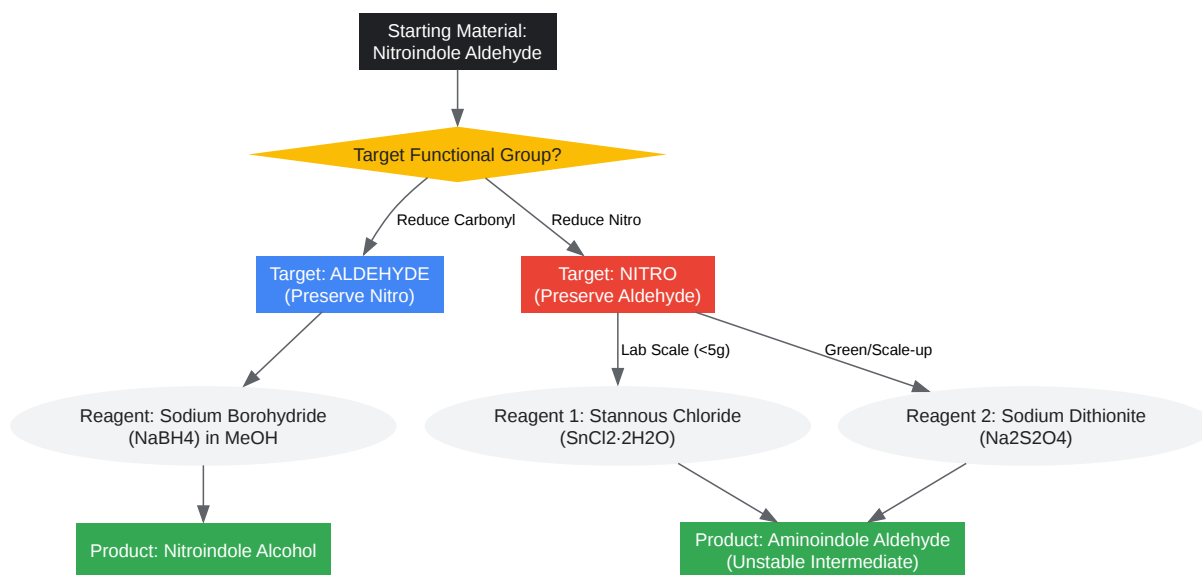 Starting Material:
Nitroindole Aldehyde
Target Functional Group?
Reduce Carbonyl
Reduce Nitro
Target: ALDEHYDE
(Preserve Nitro)
Target: NITRO
(Preserve Aldehyde)
Lab Scale (<5g)
Green/Scale-up
Reagent: Sodium Borohydride
(NaBH4) in MeOH
Reagent 1: Stannous Chloride
(SnCl2·2H2O)
Reagent 2: Sodium Dithionite
(Na2S2O4)
Product: Nitroindole Alcohol
Product: Aminoindole Aldehyde
(Unstable Intermediate)